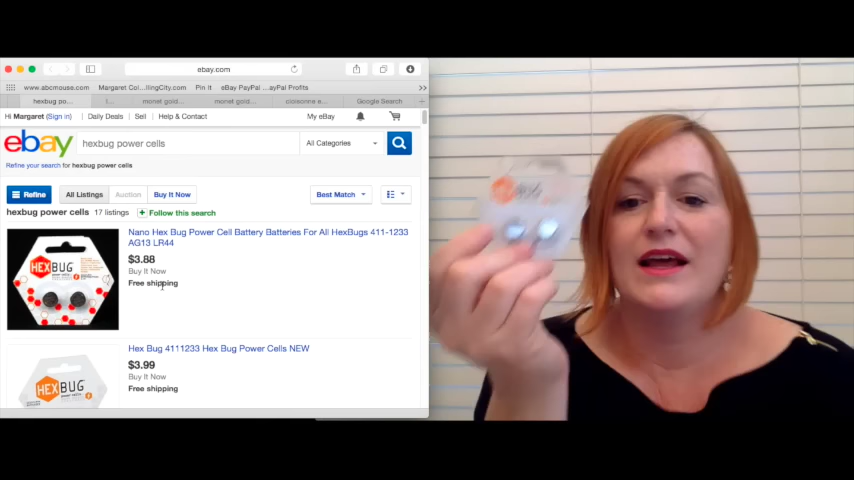 ebay.com
www.abcmouse.com Margaret Col...llingCity.com Pin It eBay PayPal ...ayPal Profits
hexbug po... monet gold... monet gold... cloisonne e... Google Search
Hi Margaret (Sign in) Daily Deals Sell Help & Contact My eBay
ebay hexbug power cells All Categories
Refine your search for hexbug power cells
Refine All Listings Auction Buy It Now Best Match
hexbug power cells 17 listings + Follow this search
Nano Hex Bug Power Cell Battery Batteries For All HexBugs 411-1233
AG13 LR44
$3.88
Buy It Now
Free shipping
HEXBUG
Hex Bug 4111233 Hex Bug Power Cells NEW
$3.99
Buy It Now
Free shipping
HEXBUG
power cells